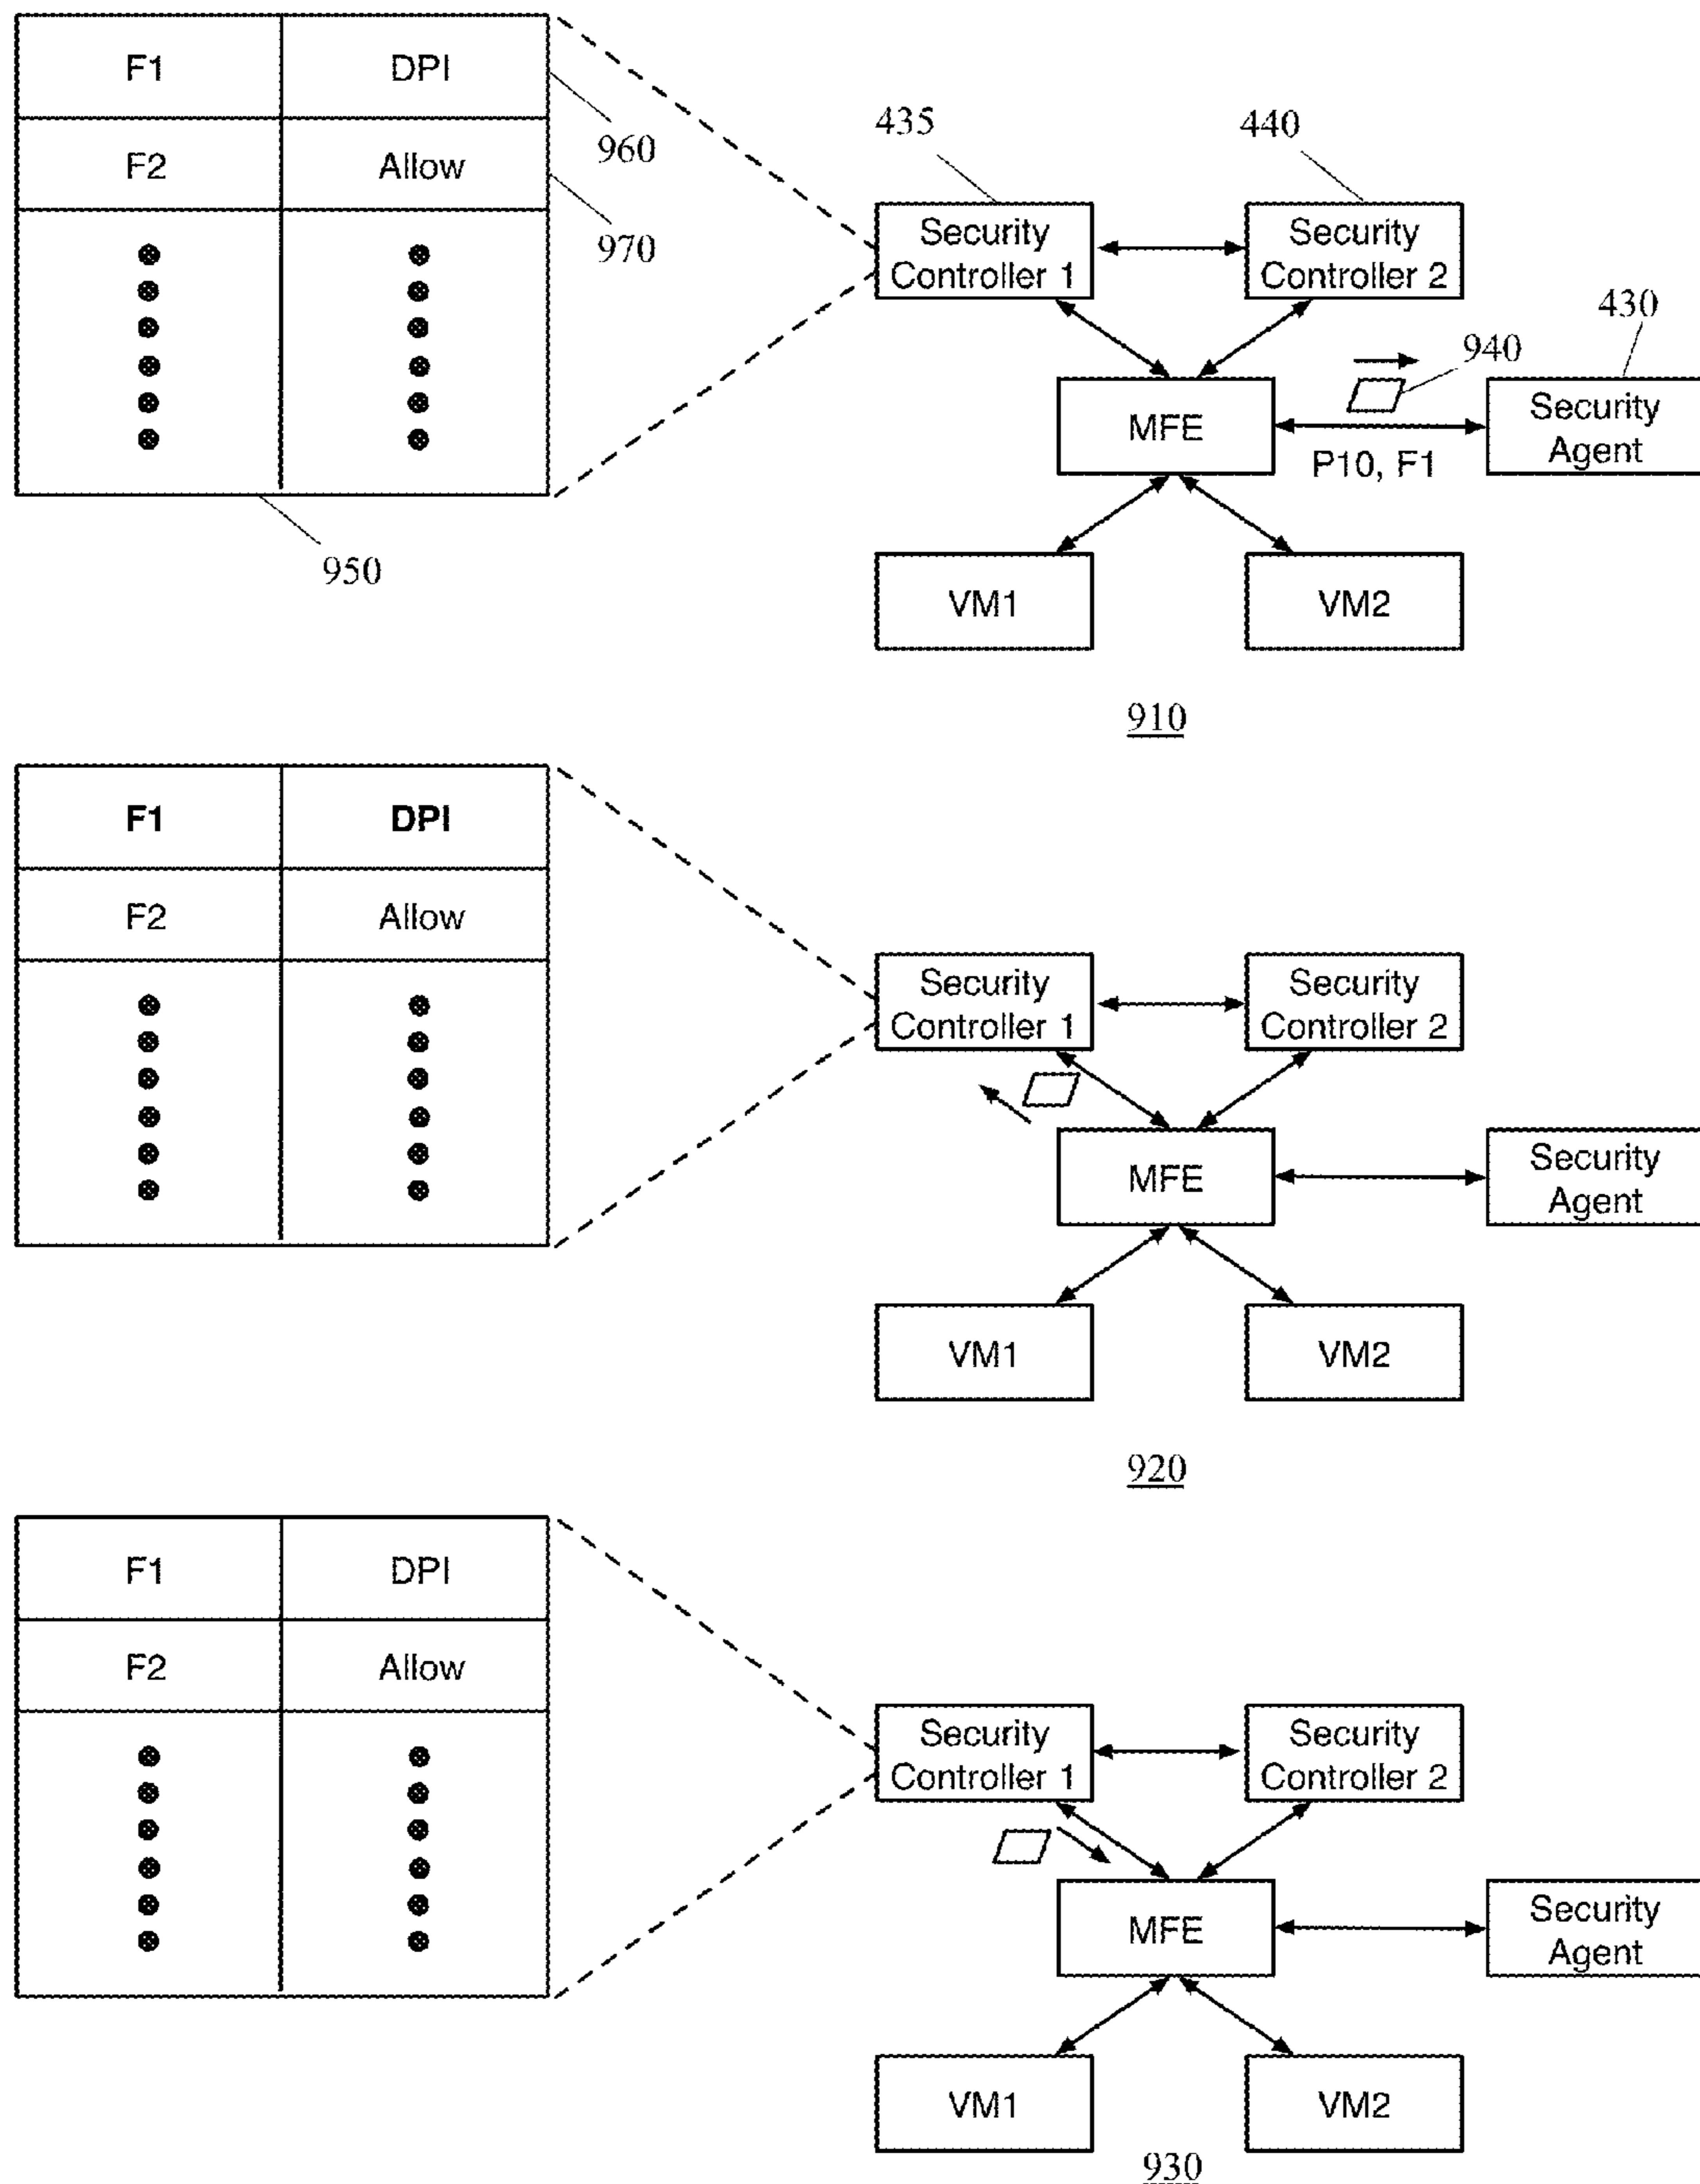 F1 DPI
960
F2 Allow
970
950
435 440
Security Controller 1
Security Controller 2
430
940
MFE
P10, F1
Security Agent
VM1 VM2
910
F1 DPI
F2 Allow
Security Controller 1
Security Controller 2
MFE
Security Agent
VM1 VM2
920
F1 DPI
F2 Allow
Security Controller 1
Security Controller 2
MFE
Security Agent
VM1 VM2
930